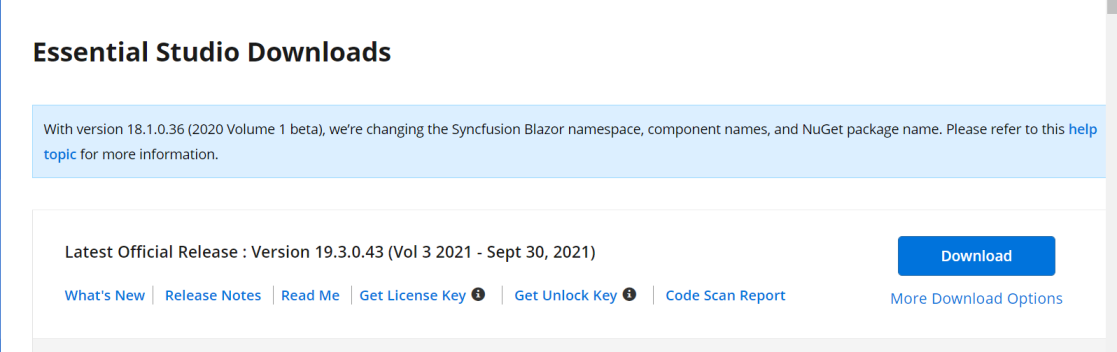 Essential Studio Downloads
With version 18.1.0.36 (2020 Volume 1 beta), we’re changing the Syncfusion Blazor namespace, component names, and NuGet package name. Please refer to this help
topic for more information.
Latest Official Release : Version 19.3.0.43 (Vol 3 2021 - Sept 30, 2021)
Download
What's New Release Notes Read Me Get License Key Get Unlock Key Code Scan Report
More Download Options